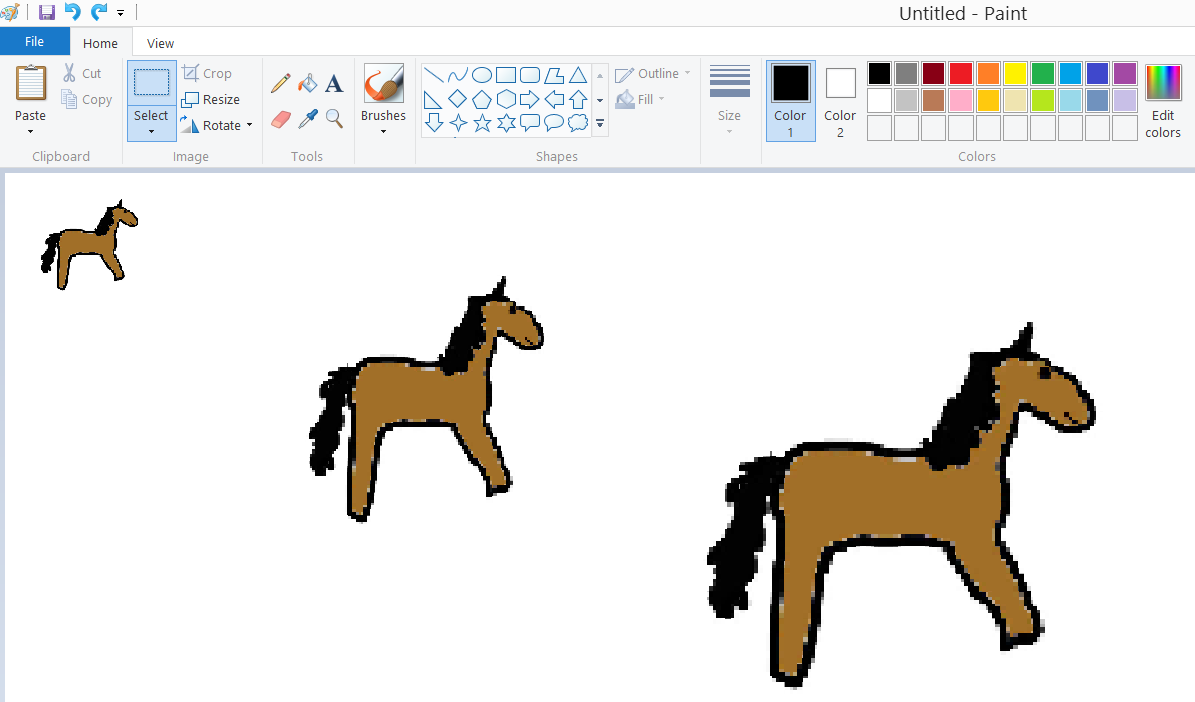 Untitled - Paint
File
Home
View
Paste
Cut
Copy
Clipboard
Select
Crop
Resize
Rotate
Image
A
Tools
Brushes
Shapes
Outline
Fill
Size
Color
1
Color
2
Edit
colors
Colors